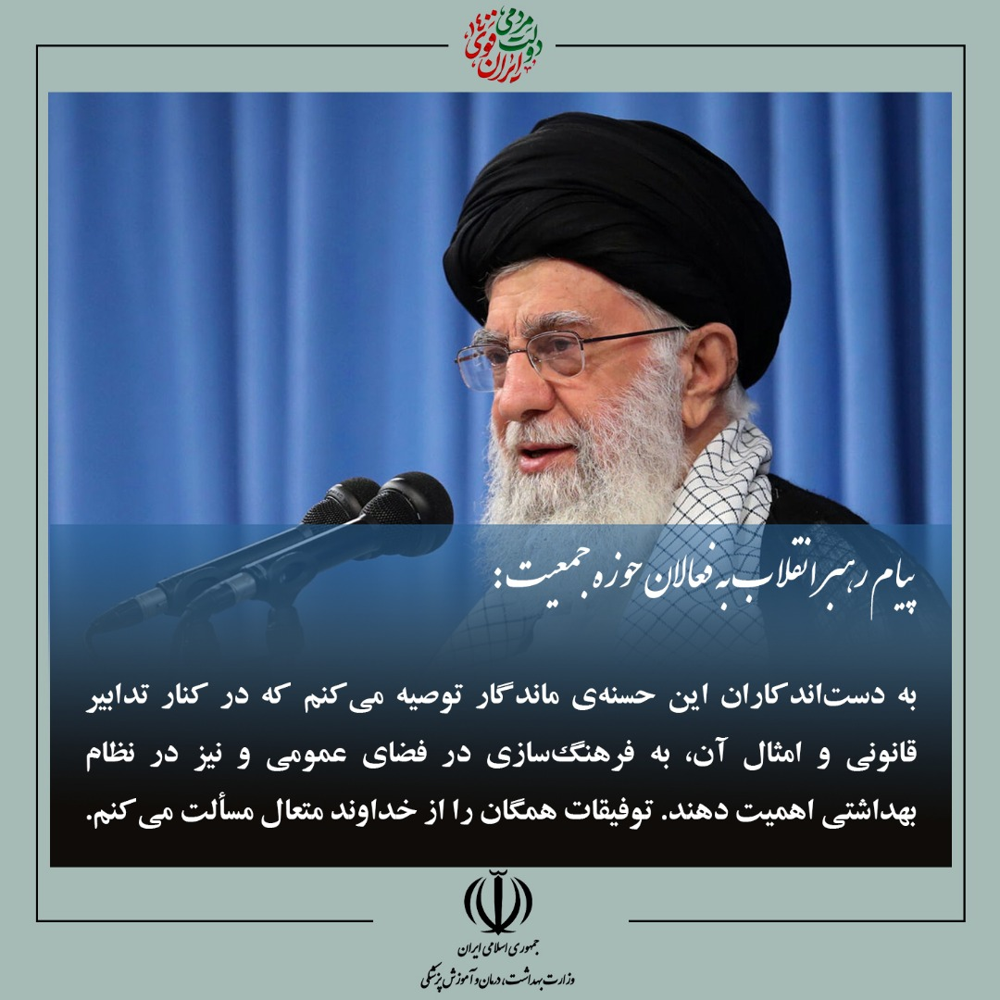 دولت مردمی
ایران قوی
پیام رهبر انقلاب به فعالان حوزه جمعیت:
به دست‌اندکاران این حسنه‌ی ماندگار توصیه می‌کنم که در کنار تدابیر
قانونی و امثال آن، به فرهنگ‌سازی در فضای عمومی و نیز در نظام
بهداشتی اهمیت دهند. توفیقات همگان را از خداوند متعال مسألت می‌کنم.
جمهوری اسلامی ایران
وزارت بهداشت، درمان و آموزش پزشکی